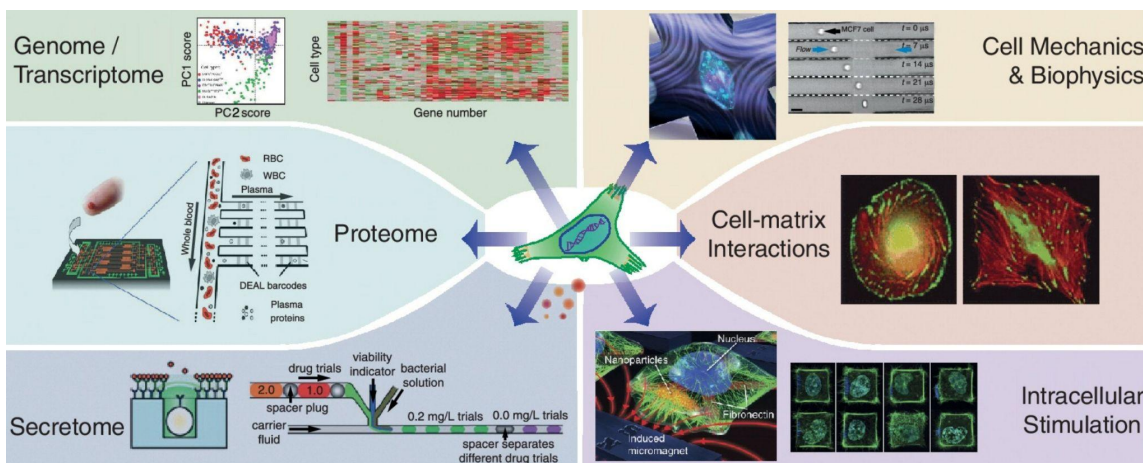 Genome /
Transcriptome
PC1 score
PC2 score
Cell type
Gene number
MCF7 cell
Flow
t = 0 µs
t = 7 µs
t = 14 µs
t = 21 µs
t = 28 µs
Cell Mechanics
& Biophysics
RBC
WBC
Plasma
Whole blood
DEAL barcodes
Plasma
proteins
Proteome
Cell-matrix
Interactions
Secretome
2.0
1.0
drug trials
spacer plug
viability
indicator
bacterial
solution
carrier
fluid
0.2 mg/L trials
0.0 mg/L
trials
spacer separates
different drug trials
Nucleus
Nanoparticles
Fibronectin
Induced
micromagnet
Intracellular
Stimulation